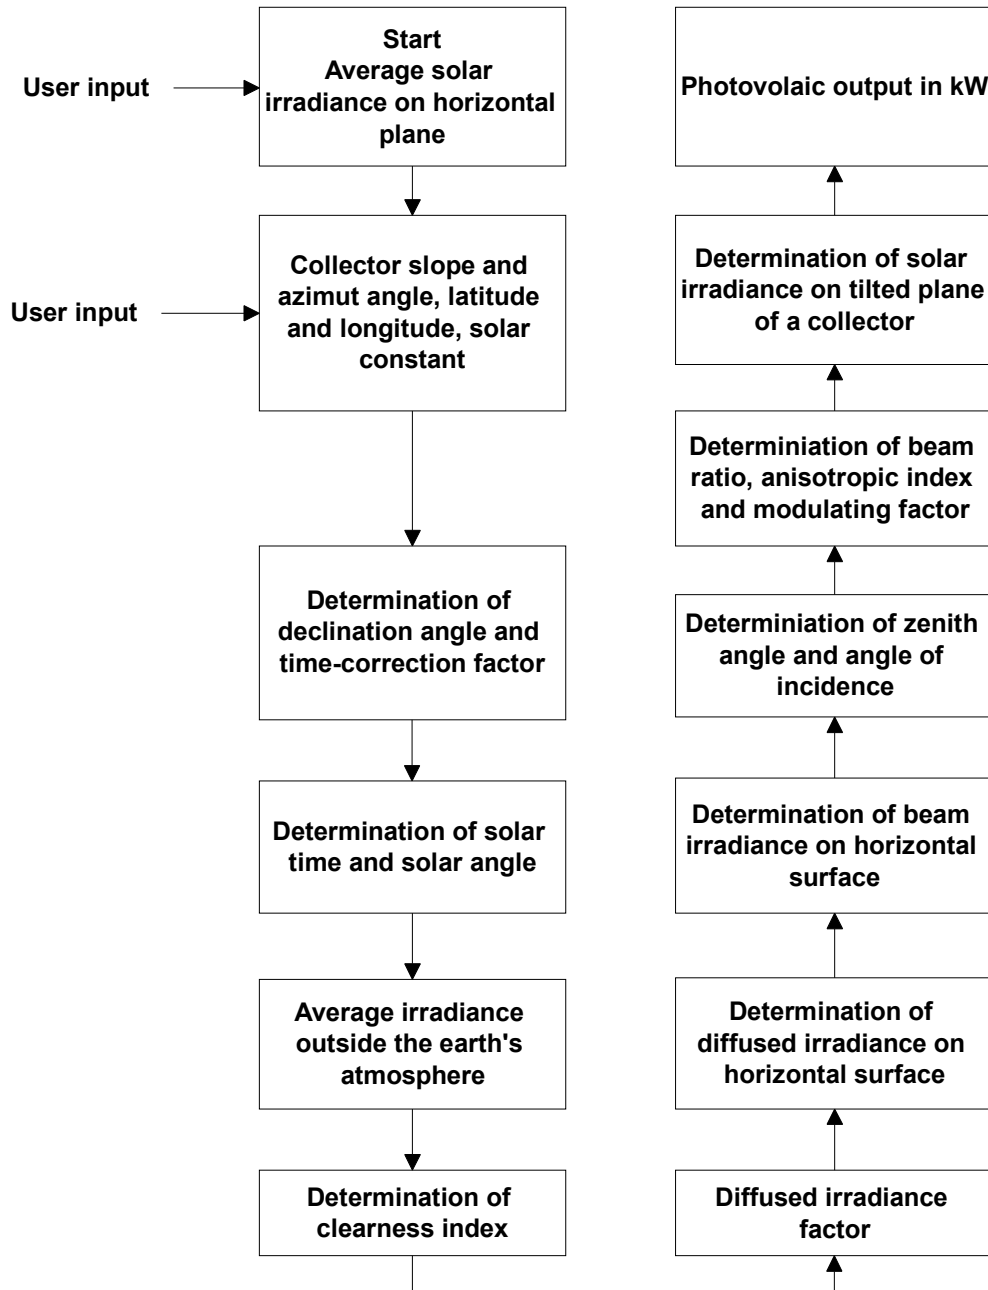 User input
Start
Average solar
irradiance on horizontal
plane
User input
Collector slope and
azimut angle, latitude
and longitude, solar
constant
Determination of
declination angle and
time-correction factor
Determination of solar
time and solar angle
Average irradiance
outside the earth's
atmosphere
Determination of
clearness index
Diffused irradiance
factor
Determination of
diffused irradiance on
horizontal surface
Determination of beam
irradiance on horizontal
surface
Determiniation of zenith
angle and angle of
incidence
Determiniation of beam
ratio, anisotropic index
and modulating factor
Determination of solar
irradiance on tilted plane
of a collector
Photovolaic output in kW